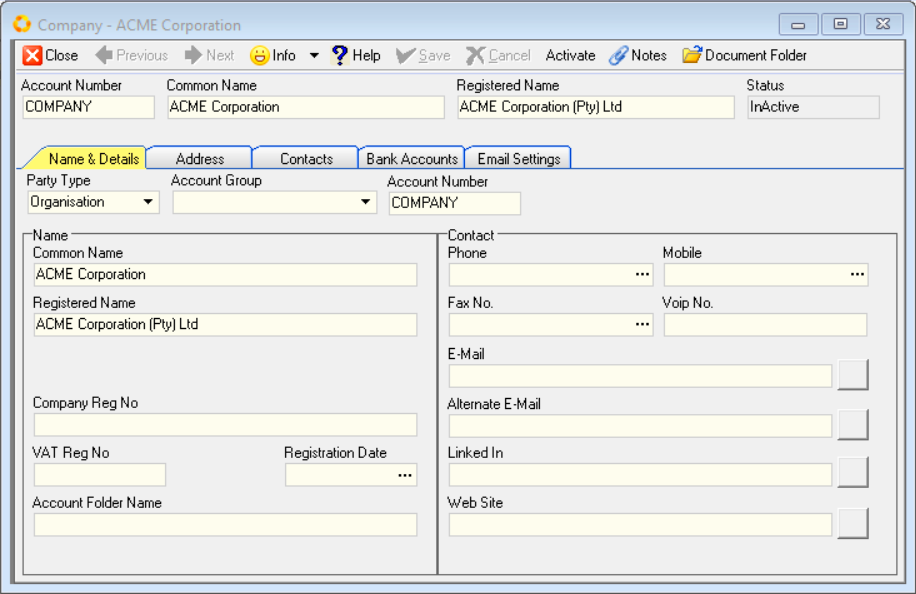 Company - ACME Corporation
Close Previous Next Info Help Save Cancel Activate Notes Document Folder
Account Number Common Name Registered Name Status
COMPANY ACME Corporation ACME Corporation (Pty) Ltd InActive
Name & Details Address Contacts Bank Accounts Email Settings
Party Type Account Group Account Number
Organisation COMPANY
Name Contact
Common Name Phone Mobile
ACME Corporation ... ...
Registered Name Fax No. Voip No.
ACME Corporation (Pty) Ltd ...
E-Mail
Company Reg No Alternate E-Mail
VAT Reg No Registration Date Linked In
...
Account Folder Name Web Site